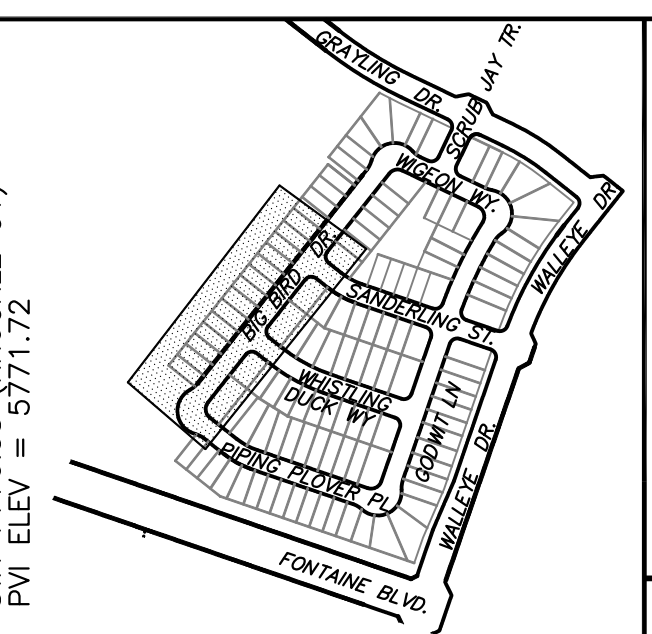 GRAYLING DR.
SCRUB JAY TR.
WIGEON WY.
WALLEYE DR.
BIG BIRD DR.
SANDERLING ST.
WHISTLING
DUCK WY
GODWIT LN
PIPING PLOVER PL
WALLEYE DR.
FONTAINE BLVD.
PVI ELEV = 5771.72